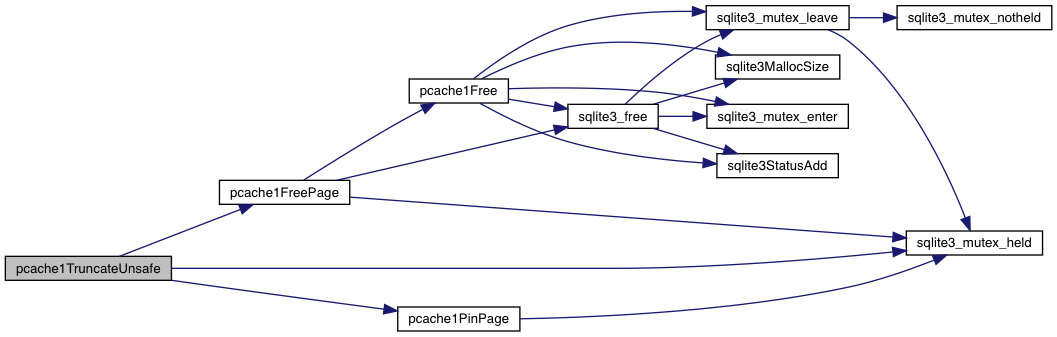 sqlite3_mutex_leave
sqlite3_mutex_notheld
sqlite3MallocSize
pcache1Free
sqlite3_free
sqlite3_mutex_enter
sqlite3StatusAdd
pcache1FreePage
sqlite3_mutex_held
pcache1TruncateUnsafe
pcache1PinPage